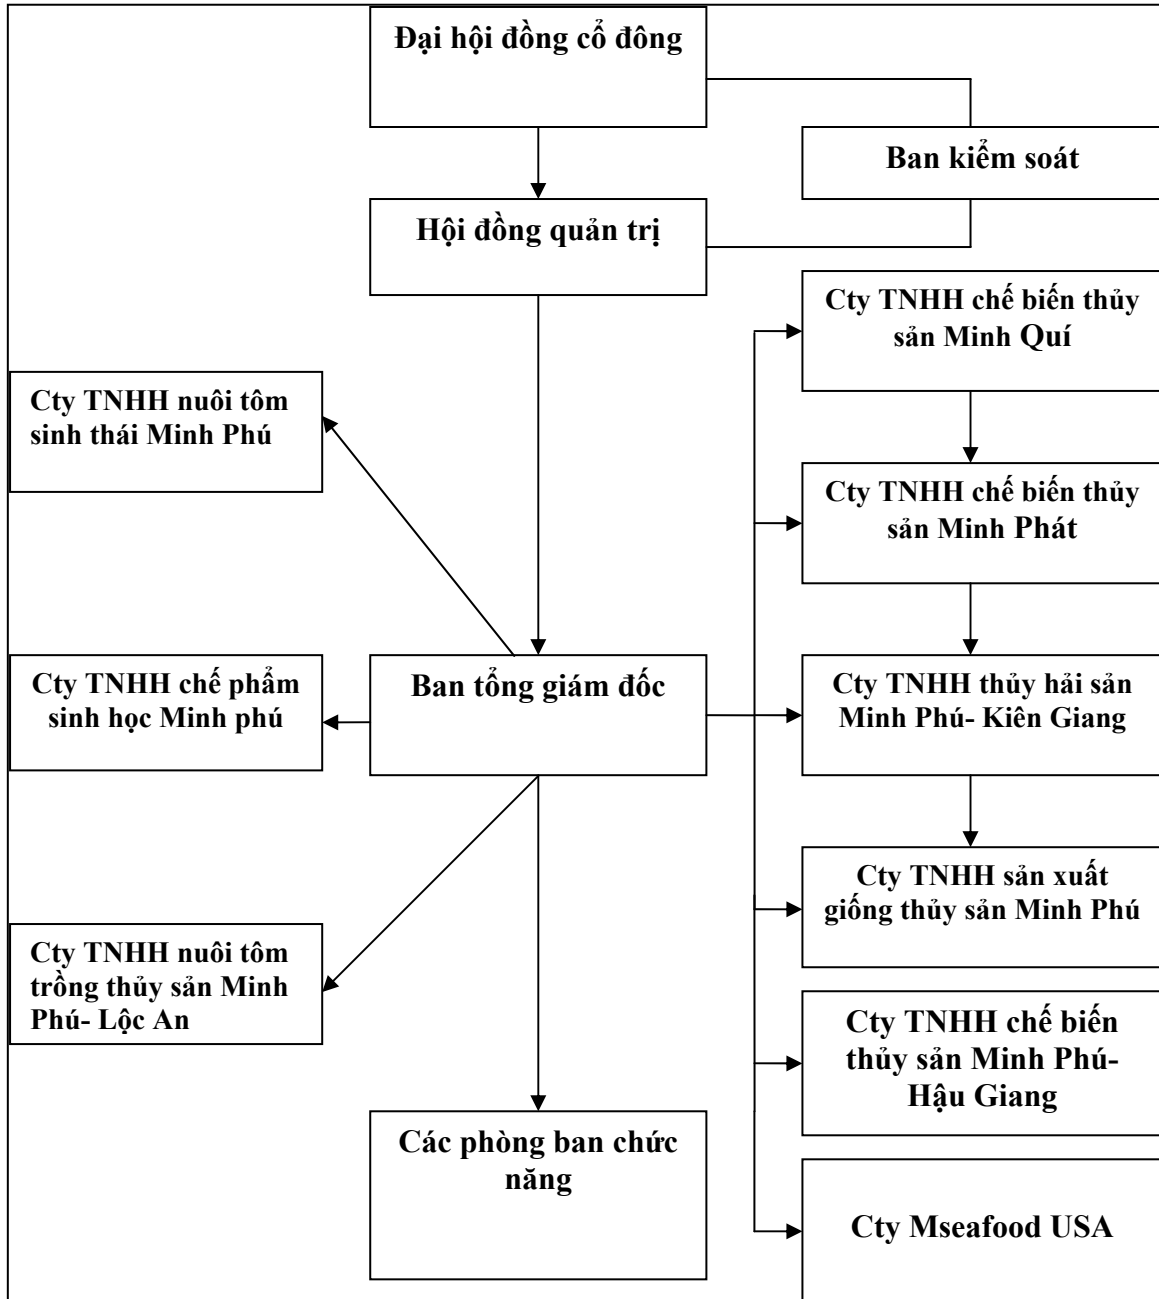 Đại hội đồng cổ đông
Ban kiểm soát
Hội đồng quản trị
Cty TNHH chế biến thủy
sản Minh Quí
Cty TNHH nuôi tôm
sinh thái Minh Phú
Cty TNHH chế biến thủy
sản Minh Phát
Cty TNHH chế phẩm
sinh học Minh phú
Ban tổng giám đốc
Cty TNHH thủy hải sản
Minh Phú- Kiên Giang
Cty TNHH sản xuất
giống thủy sản Minh Phú
Cty TNHH nuôi tôm
trồng thủy sản Minh
Phú- Lộc An
Cty TNHH chế biến
thủy sản Minh Phú-
Hậu Giang
Các phòng ban chức
năng
Cty Mseafood USA